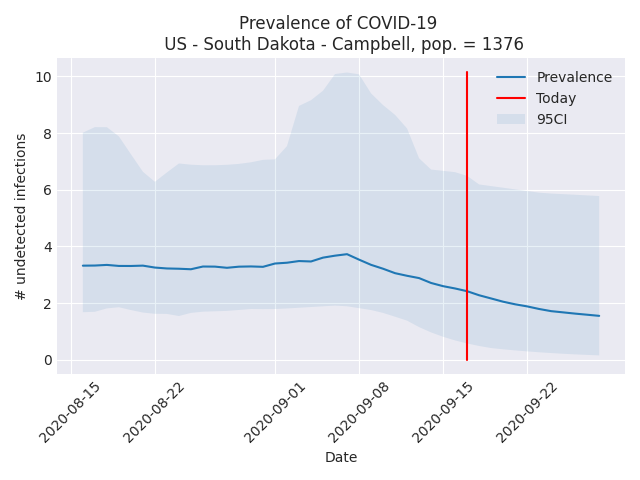 Prevalence of COVID-19
US - South Dakota - Campbell, pop. = 1376
Prevalence
Today
95CI
# undetected infections
10
8
6
4
2
0
2020-08-15
2020-08-22
2020-09-01
2020-09-08
2020-09-15
2020-09-22
Date